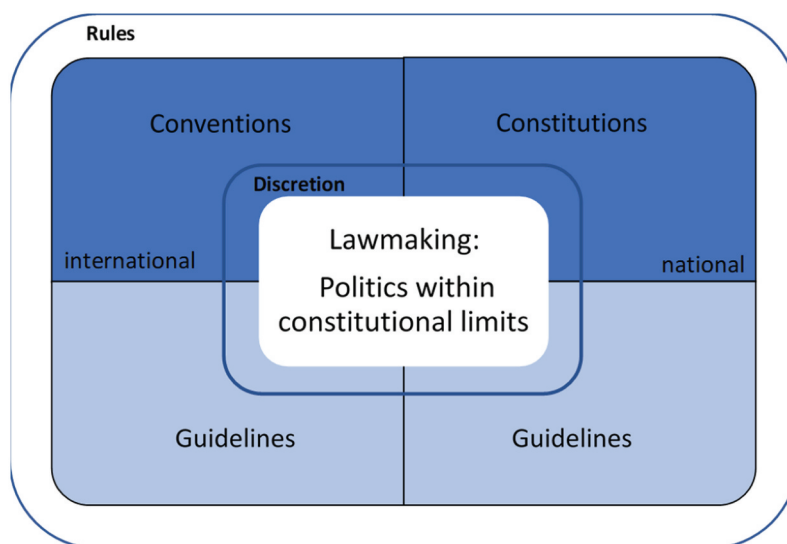 Rules
Conventions
Constitutions
Discretion
Lawmaking:
international
national
Politics within
constitutional limits
Guidelines
Guidelines